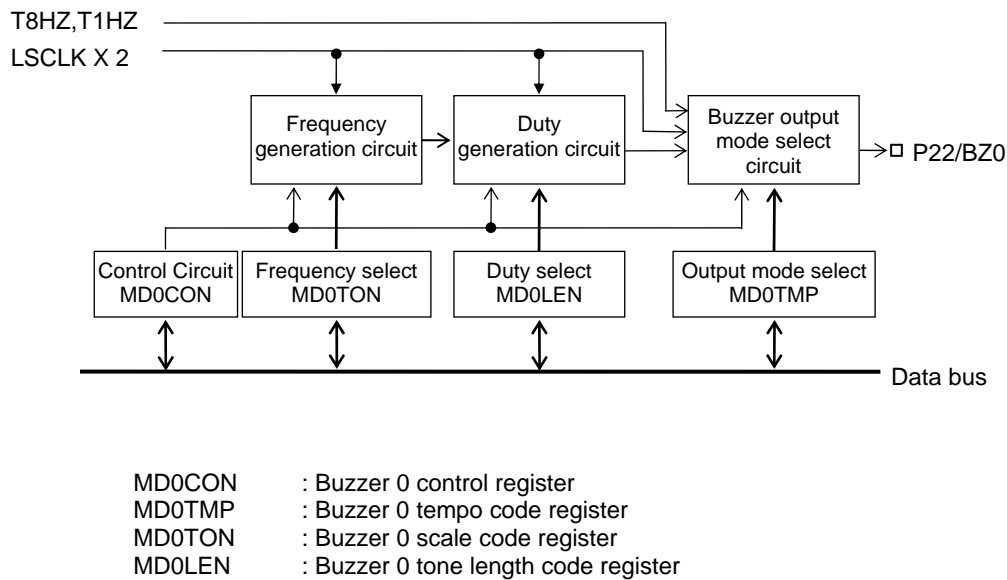 T8HZ,T1HZ
LSCLK X 2
Frequency
generation circuit
Duty
generation circuit
Buzzer output
mode select
circuit
P22/BZ0
Control Circuit
MD0CON
Frequency select
MD0TON
Duty select
MD0LEN
Output mode select
MD0TMP
Data bus
MD0CON : Buzzer 0 control register
MD0TMP : Buzzer 0 tempo code register
MD0TON : Buzzer 0 scale code register
MD0LEN : Buzzer 0 tone length code register